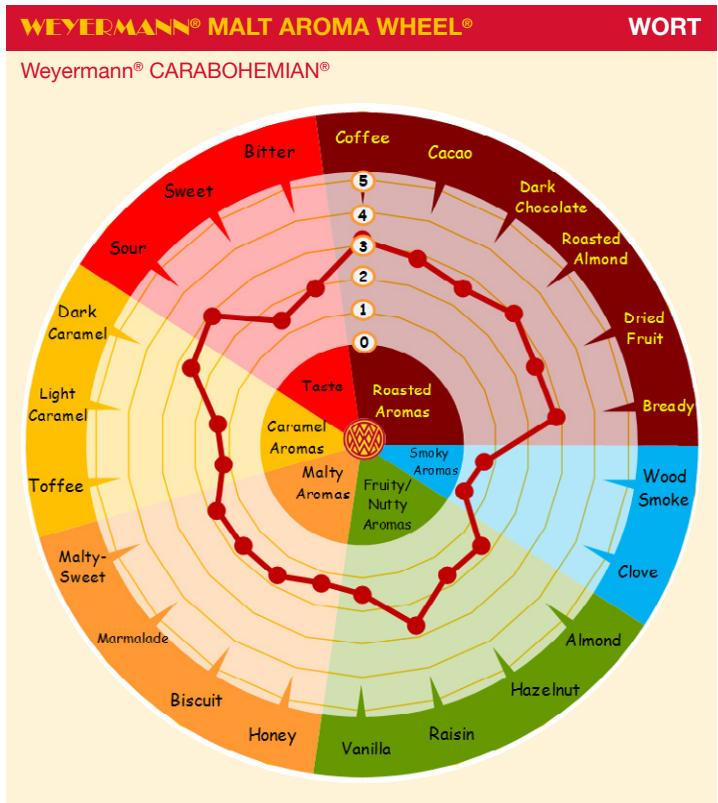 WEYERMANN® MALT AROMA WHEEL®
WORT
Weyermann® CARABOHEMIAN®
Coffee
Cacao
Dark
Chocolate
Roasted
Almond
Dried
Fruit
Bready
Wood
Smoke
Clove
Almond
Hazelnut
Raisin
Vanilla
Honey
Biscuit
Marmalade
Malty-
Sweet
Toffee
Light
Caramel
Dark
Caramel
Sour
Sweet
Bitter
5
4
3
2
1
0
Taste
Roasted
Aromas
Caramel
Aromas
Smoky
Aromas
Malty
Aromas
Fruity/
Nutty
Aromas